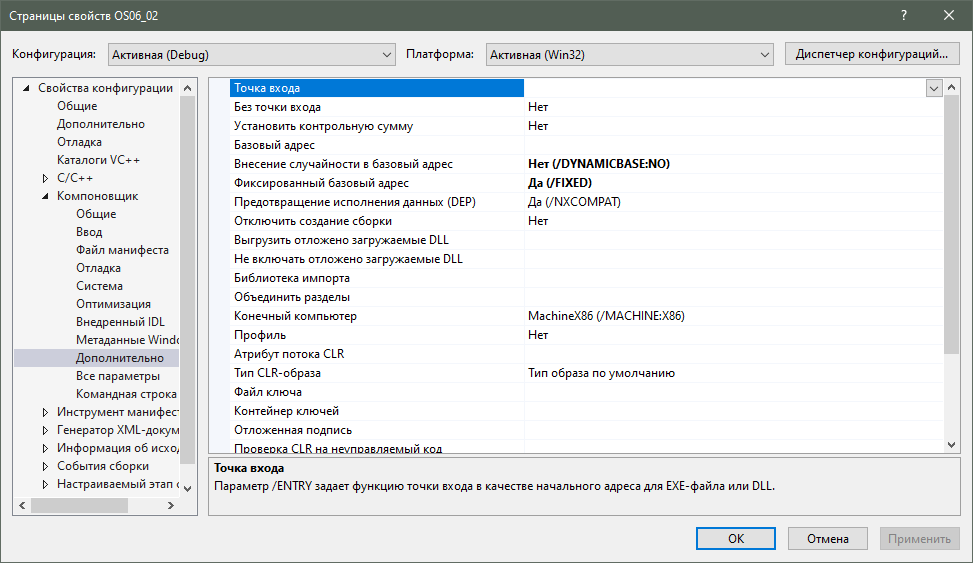 Страницы свойств OS06_02
?
Конфигурация: Активная (Debug) Платформа: Активная (Win32) Диспетчер конфигураций...
Свойства конфигурации
Общие
Дополнительно
Отладка
Каталоги VC++
C/C++
Компоновщик
Общие
Ввод
Файл манифеста
Отладка
Система
Оптимизация
Внедренный IDL
Метаданные Windo
Дополнительно
Все параметры
Командная строка
Инструмент манифест
Генератор XML-докум
Информация об исход
События сборки
Настраиваемый этап с
Точка входа
Без точки входа Нет
Установить контрольную сумму Нет
Базовый адрес
Внесение случайности в базовый адрес Нет (/DYNAMICBASE:NO)
Фиксированный базовый адрес Да (/FIXED)
Предотвращение исполнения данных (DEP) Да (/NXCOMPAT)
Отключить создание сборки Нет
Выгрузить отложено загружаемые DLL
Не включать отложено загружаемые DLL
Библиотека импорта
Объединить разделы
Конечный компьютер MachineX86 (/MACHINE:X86)
Профиль Нет
Атрибут потока CLR
Тип CLR-образа Тип образа по умолчанию
Файл ключа
Контейнер ключей
Отложенная подпись
Проверка CLR на неуправляемый код
Точка входа
Параметр /ENTRY задает функцию точки входа в качестве начального адреса для EXE-файла или DLL.
ОК Отмена Применить